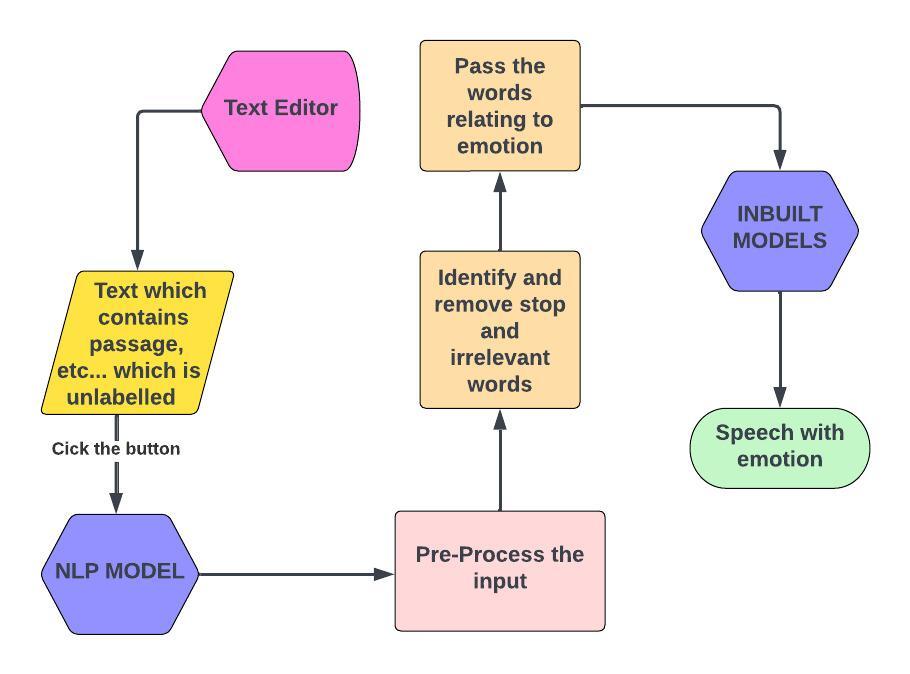 Text Editor
Text which
contains
passage,
etc... which is
unlabelled
Cick the button
NLP MODEL
Pre-Process the
input
Identify and
remove stop
and
irrelevant
words
Pass the
words
relating to
emotion
INBUILT
MODELS
Speech with
emotion